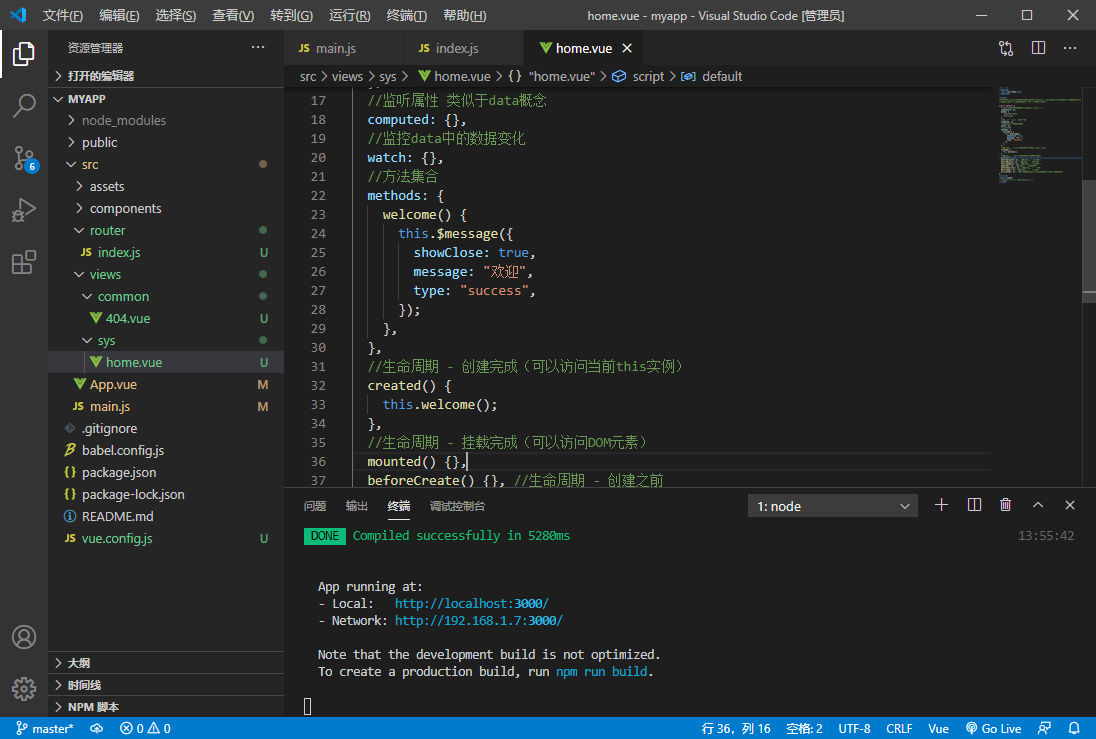 文件(F) 编辑(E) 选择(S) 查看(V) 转到(G) 运行(R) 终端(T) 帮助(H) home.vue - myapp - Visual Studio Code [管理员]
资源管理器
打开的编辑器
MYAPP
node_modules
public
src
assets
components
router
JS index.js U
views
common
404.vue U
sys
home.vue U
App.vue M
JS main.js M
.gitignore
babel.config.js
{} package.json
{} package-lock.json
README.md
JS vue.config.js U
大纲
时间线
NPM 脚本
6
JS main.js JS index.js home.vue
src > views > sys > home.vue > {} "home.vue" > script > default
17 //监听属性 类似于data概念
18 computed: {},
19 //监控data中的数据变化
20 watch: {},
21 //方法集合
22 methods: {
23 welcome() {
24 this.$message({
25 showClose: true,
26 message: "欢迎",
27 type: "success",
28 });
29 },
30 },
31 //生命周期 - 创建完成（可以访问当前this实例）
32 created() {
33 this.welcome();
34 },
35 //生命周期 - 挂载完成（可以访问DOM元素）
36 mounted() {},
37 beforeCreate() {}, //生命周期 - 创建之前
问题 输出 终端 调试控制台 1: node
DONE Compiled successfully in 5280ms 13:55:42
App running at:
- Local: http://localhost:3000/
- Network: http://192.168.1.7:3000/
Note that the development build is not optimized.
To create a production build, run npm run build.
master* 0 0 行 36，列 16 空格: 2 UTF-8 CRLF Vue Go Live